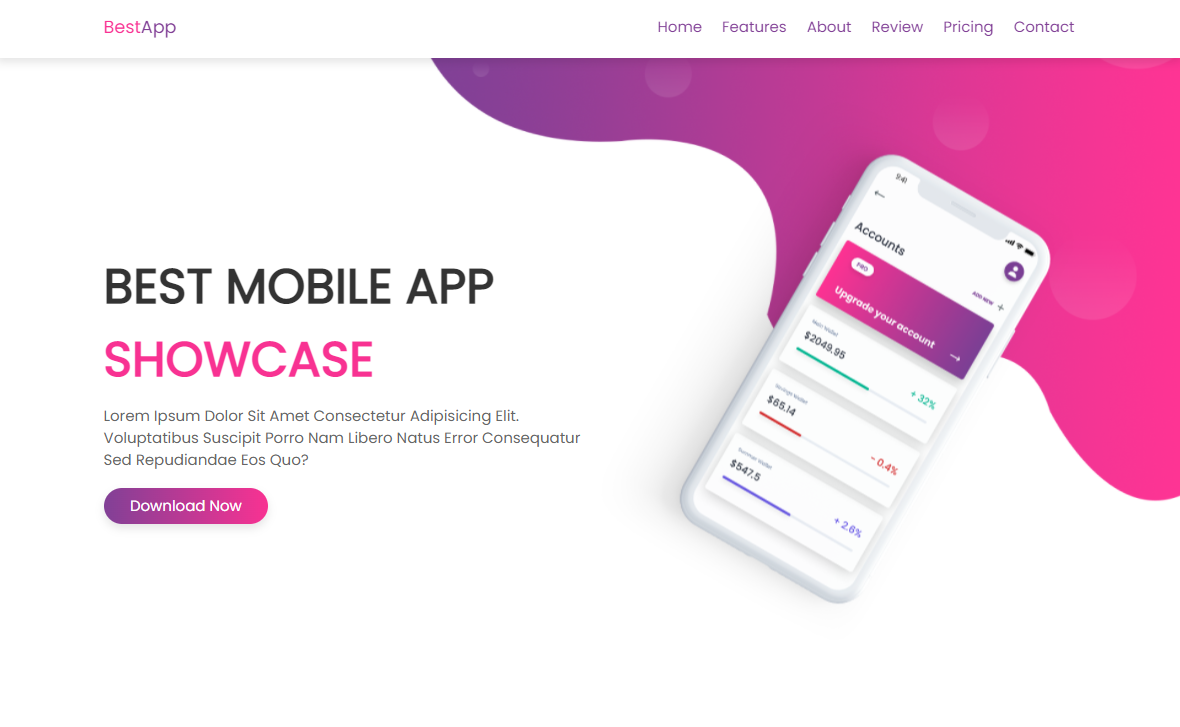 BestApp
Home Features About Review Pricing Contact
BEST MOBILE APP
SHOWCASE
Lorem Ipsum Dolor Sit Amet Consectetur Adipisicing Elit.
Voluptatibus Suscipit Porro Nam Libero Natus Error Consequatur
Sed Repudiandae Eos Quo?
Download Now
9:41
Accounts
PRO
ADD NEW +
Upgrade your account
Main Wallet
$2049.95
+ 32%
Savings Wallet
$65.14
- 0.4%
Summer Wallet
$547.5
+ 2.6%